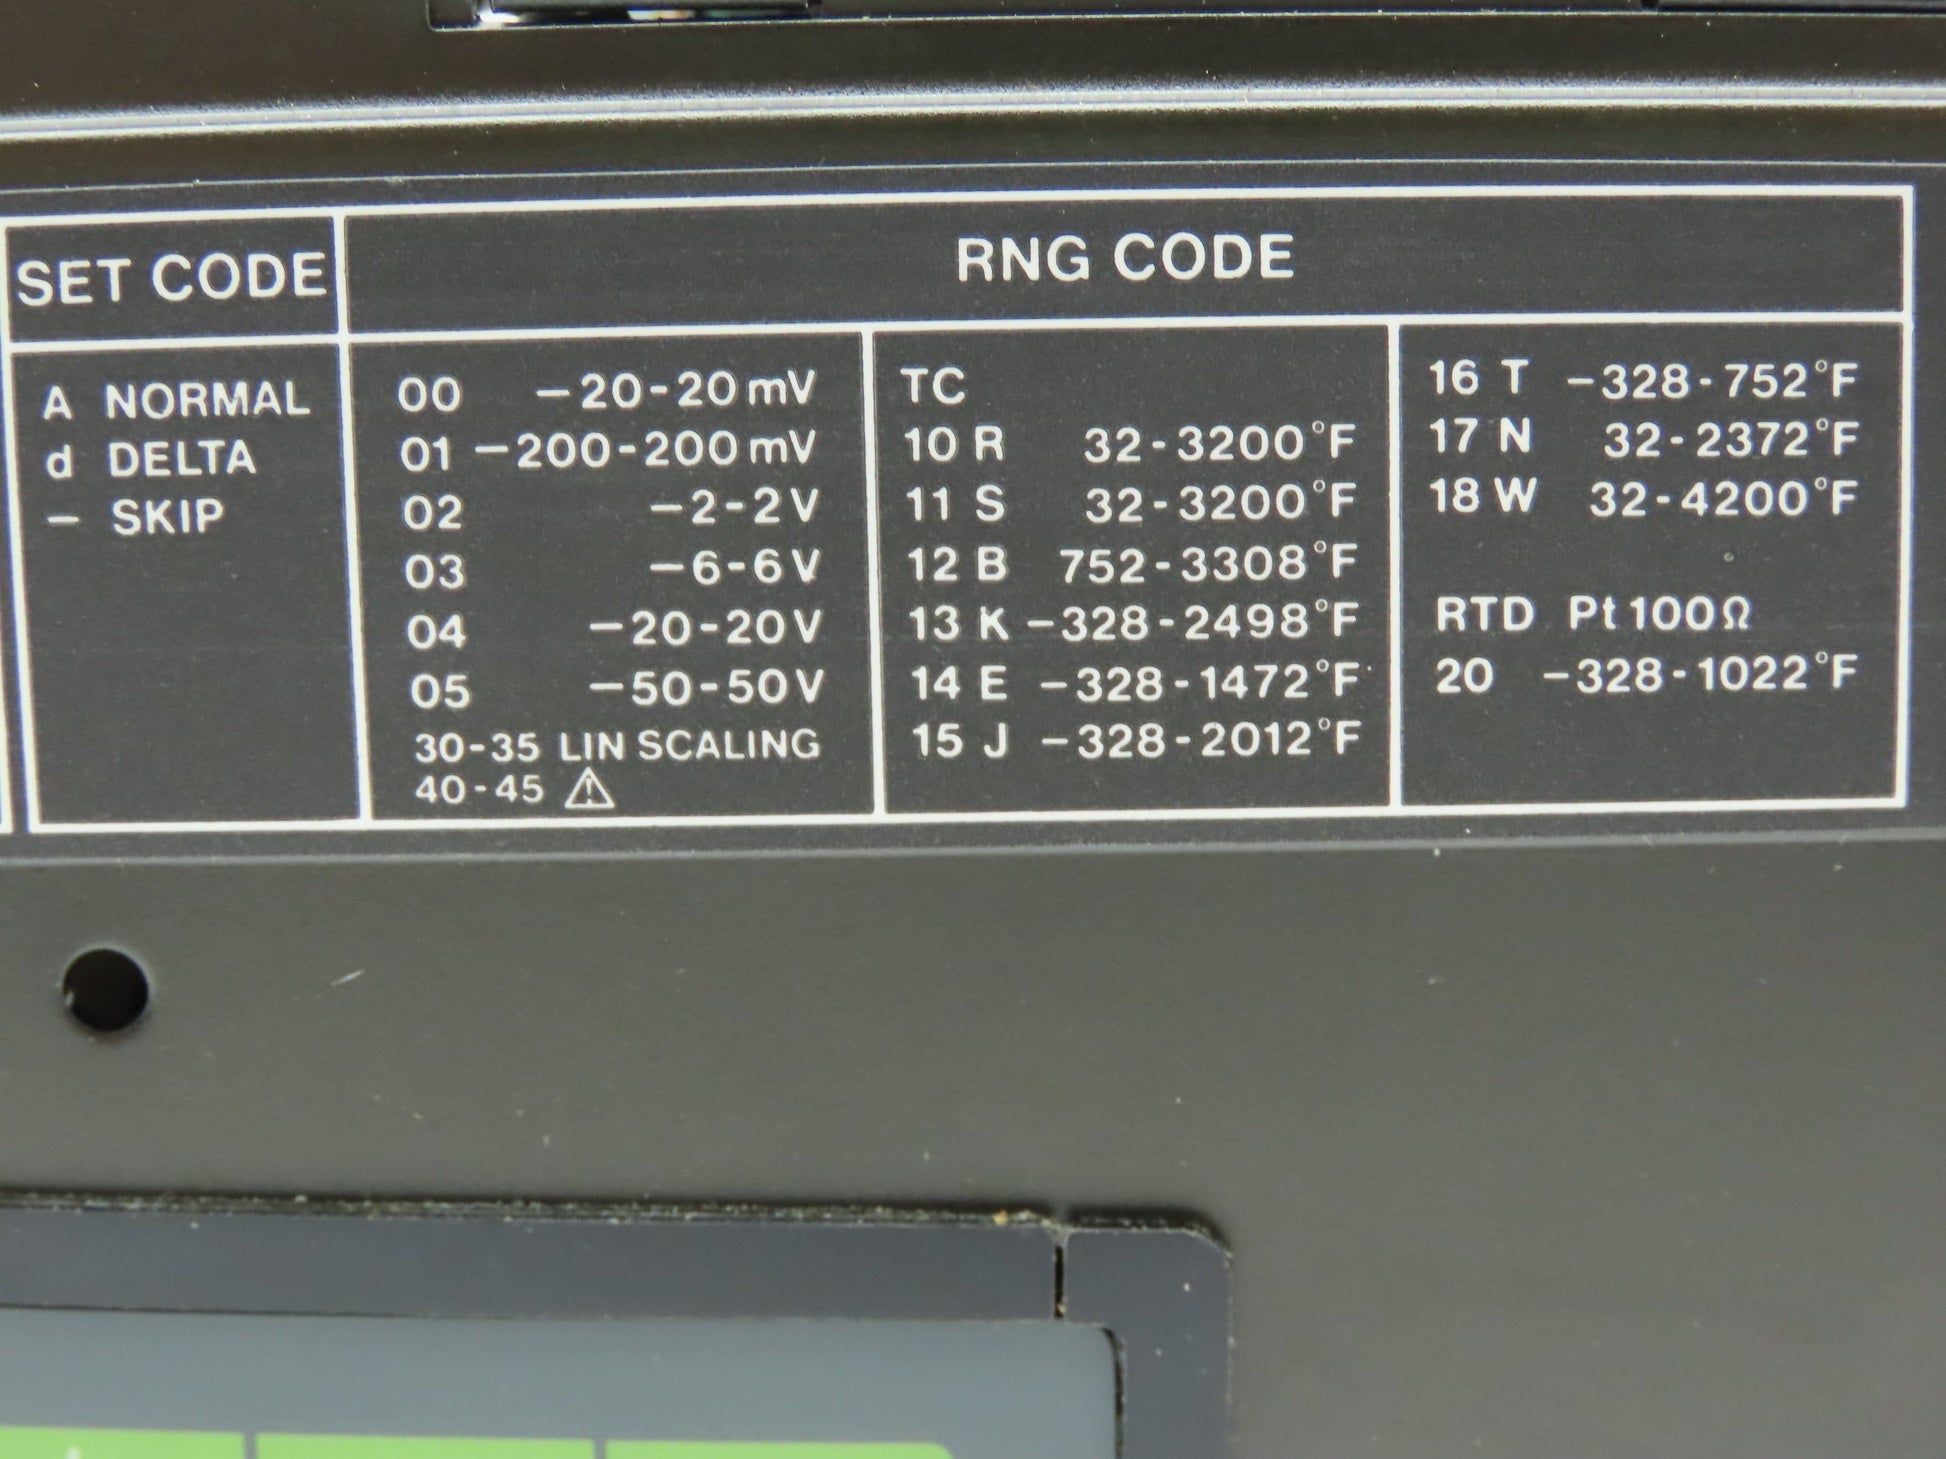 SET CODE
A NORMAL
d DELTA
– SKIP
RNG CODE
00 –20-20 mV
01 –200-200 mV
02 –2-2 V
03 –6-6 V
04 –20-20 V
05 –50-50 V
30-35 LIN SCALING
40-45 ⚠
TC
10 R 32-3200°F
11 S 32-3200°F
12 B 752-3308°F
13 K –328-2498°F
14 E –328-1472°F
15 J –328-2012°F
16 T –328-752°F
17 N 32-2372°F
18 W 32-4200°F
RTD Pt 100Ω
20 –328-1022°F